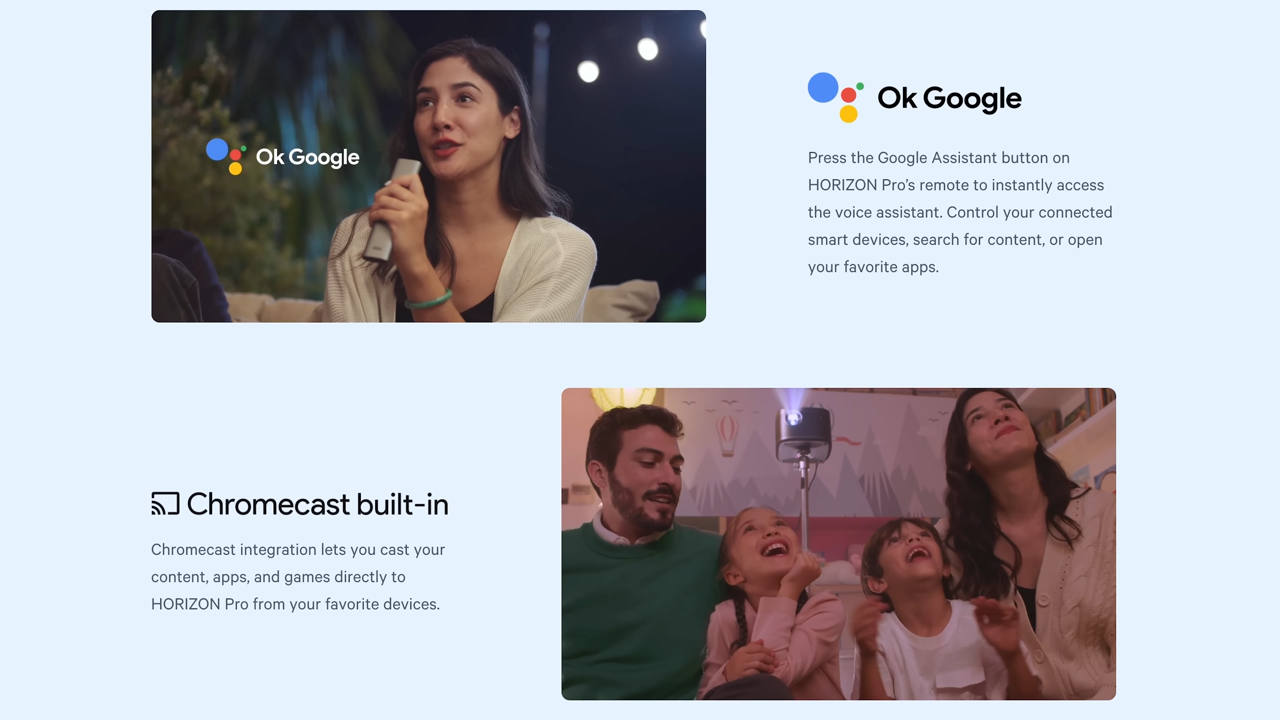 Ok Google
Ok Google
Press the Google Assistant button on
HORIZON Pro’s remote to instantly access
the voice assistant. Control your connected
smart devices, search for content, or open
your favorite apps.
Chromecast built-in
Chromecast integration lets you cast your
content, apps, and games directly to
HORIZON Pro from your favorite devices.